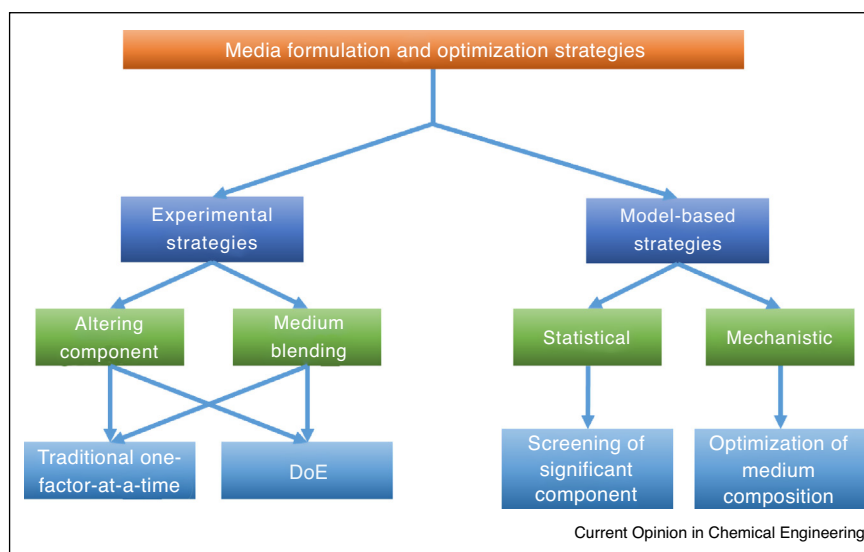 Media formulation and optimization strategies
Experimental
strategies
Model-based
strategies
Altering
component
Medium
blending
Statistical
Mechanistic
Traditional one-
factor-at-a-time
DoE
Screening of
significant
component
Optimization of
medium
composition
Current Opinion in Chemical Engineering